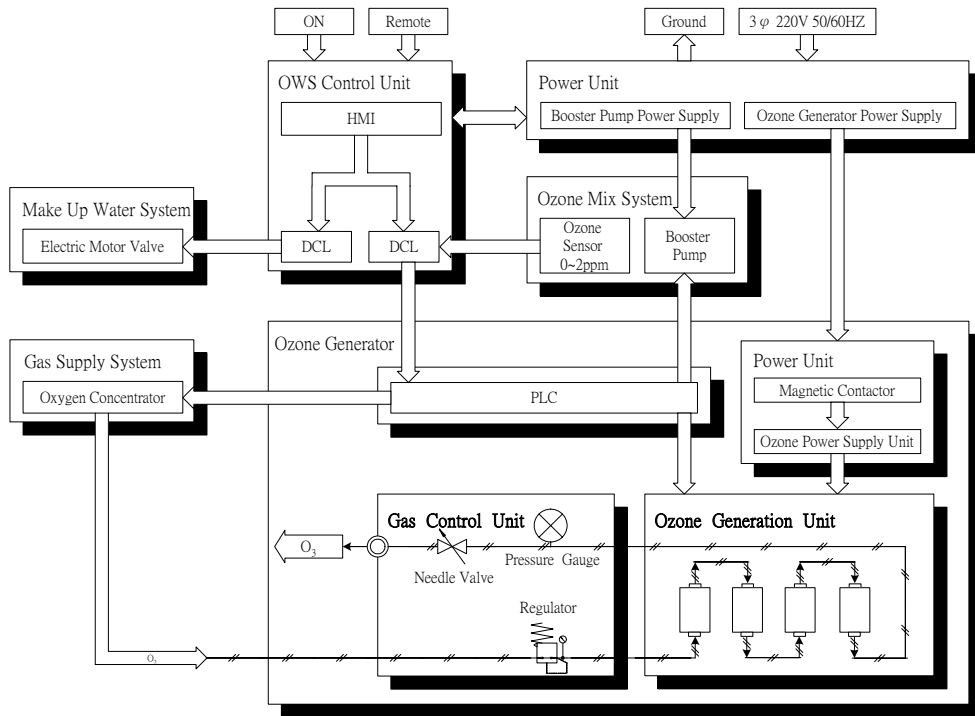 ON
Remote
Ground
3φ 220V 50/60HZ
OWS Control Unit
HMI
DCL
DCL
Power Unit
Booster Pump Power Supply
Ozone Generator Power Supply
Make Up Water System
Electric Motor Valve
Ozone Mix System
Ozone
Sensor
0~2ppm
Booster
Pump
Gas Supply System
Oxygen Concentrator
Ozone Generator
PLC
Power Unit
Magnetic Contactor
Ozone Power Supply Unit
Gas Control Unit
O₃
Needle Valve
Pressure Gauge
Regulator
Ozone Generation Unit
O₂